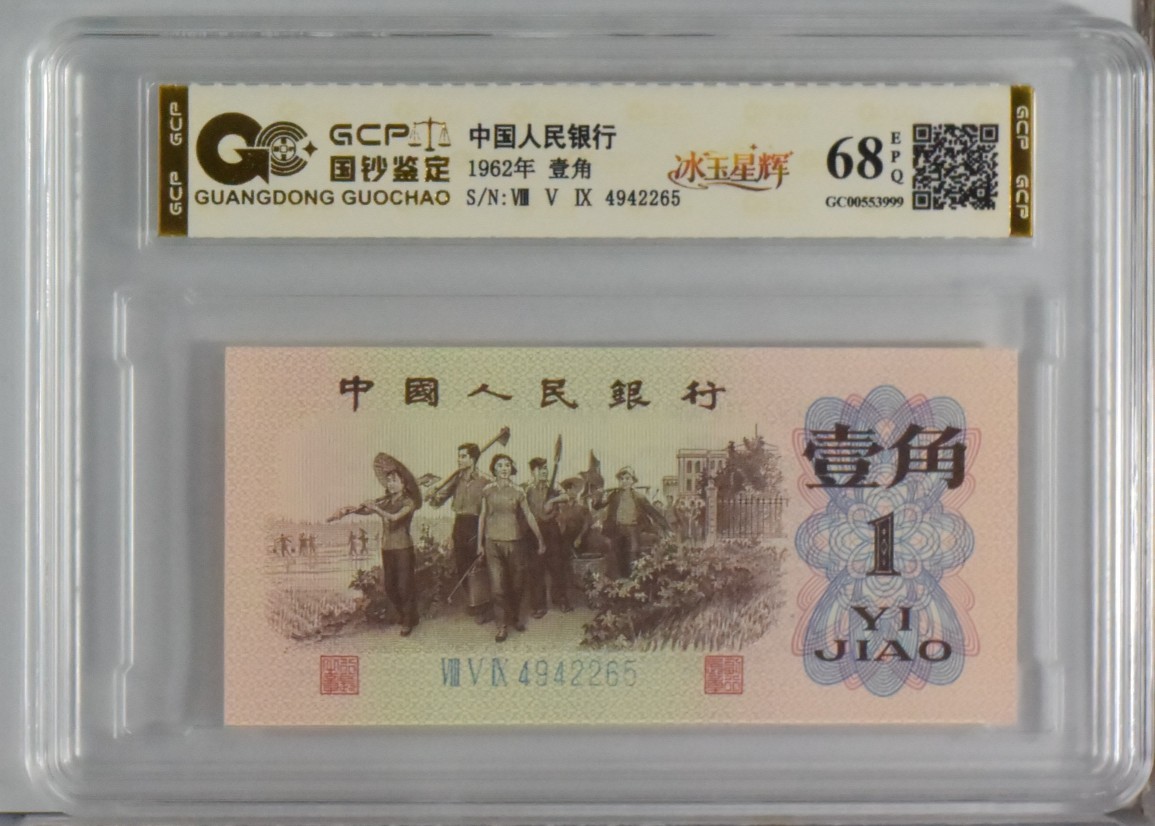 GCP
国钞鉴定
GUANGDONG GUOCHAO
中国人民银行
1962年 壹角
S/N:Ⅷ Ⅴ Ⅸ 4942265
冰玉星辉
68
EPQ
GC00553999
GCP GCP
GCP GCP
中國人民銀行
壹角
1
YI
JIAO
Ⅷ Ⅴ Ⅸ 4942265